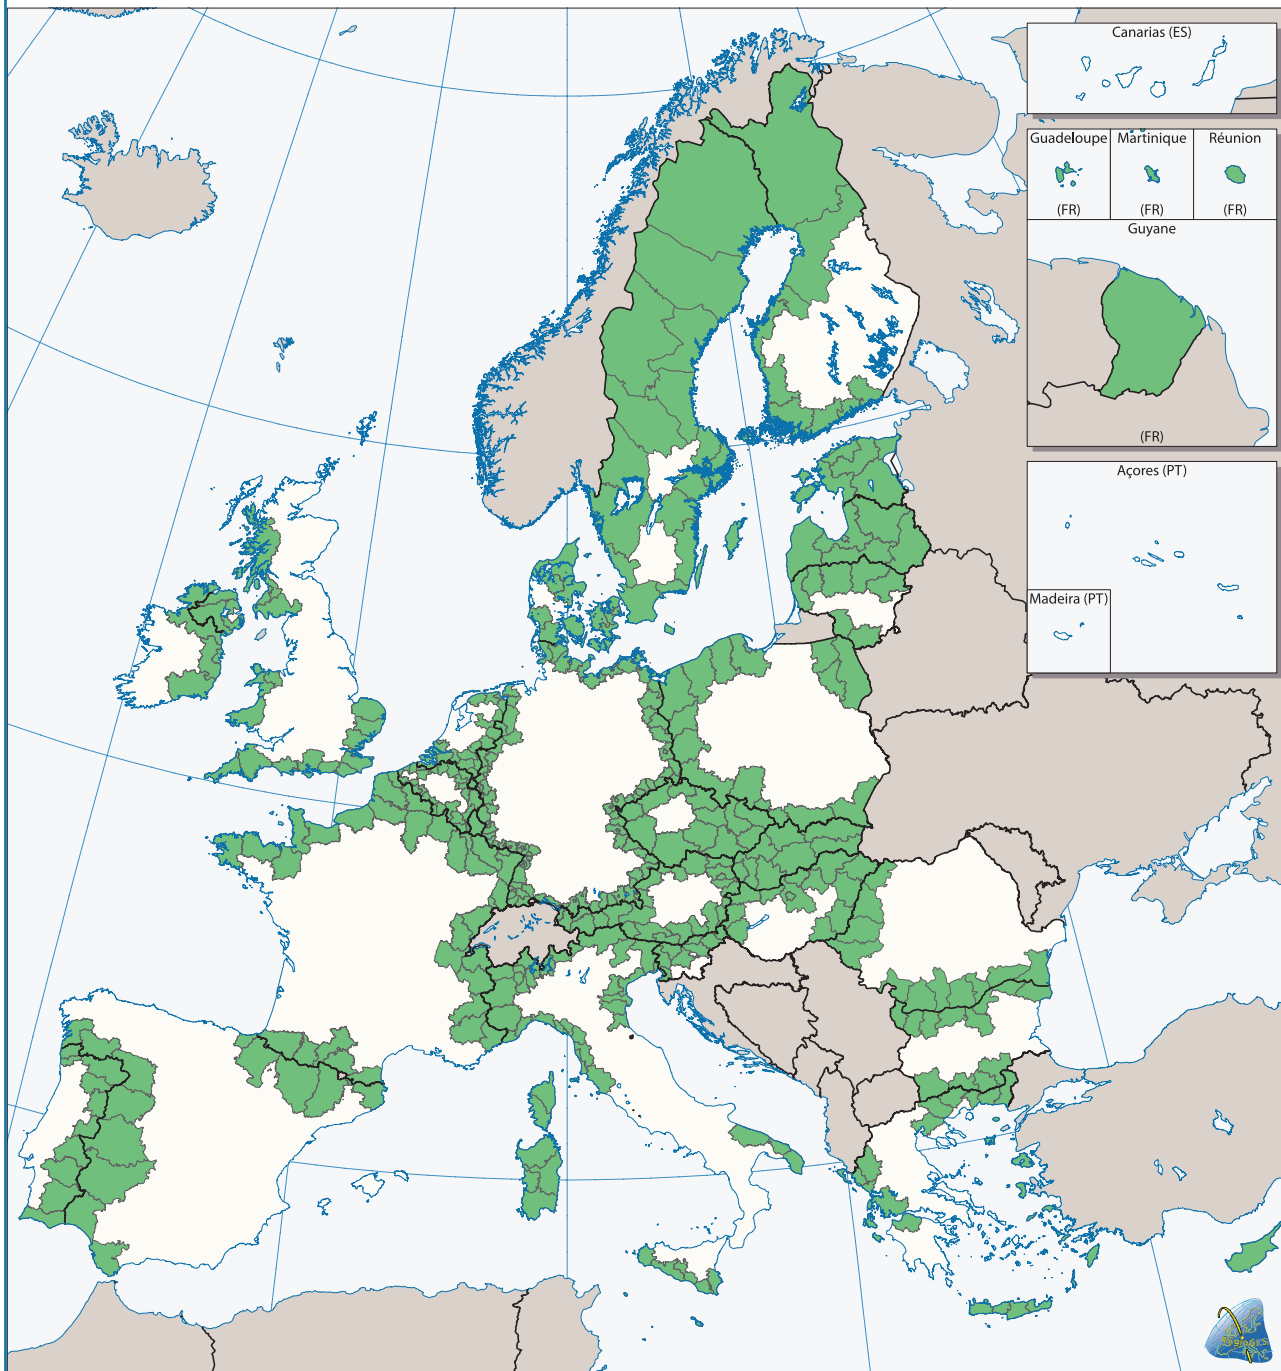 Canarias (ES)
Guadeloupe
Martinique
Réunion
(FR)
(FR)
(FR)
Guyane
(FR)
Açores (PT)
Madeira (PT)